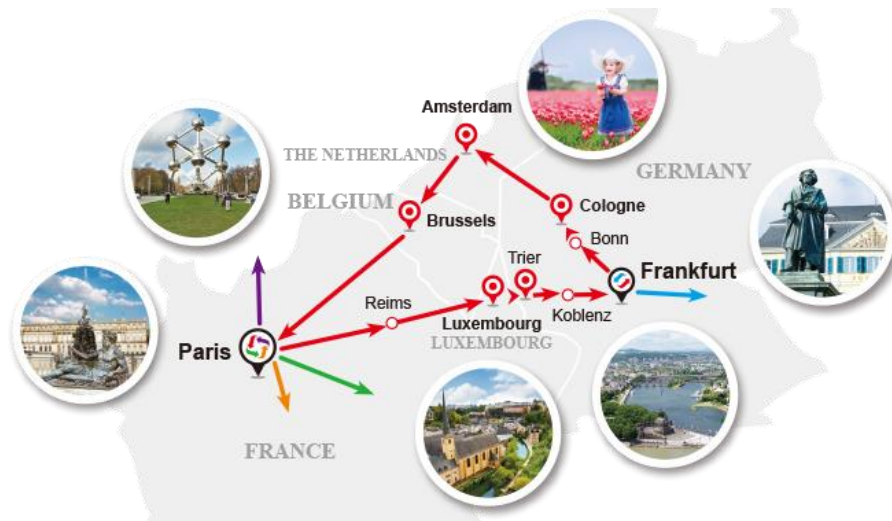 Amsterdam
THE NETHERLANDS
GERMANY
BELGIUM
Brussels
Cologne
Bonn
Trier
Frankfurt
Reims
Koblenz
Luxembourg
LUXEMBOURG
Paris
FRANCE